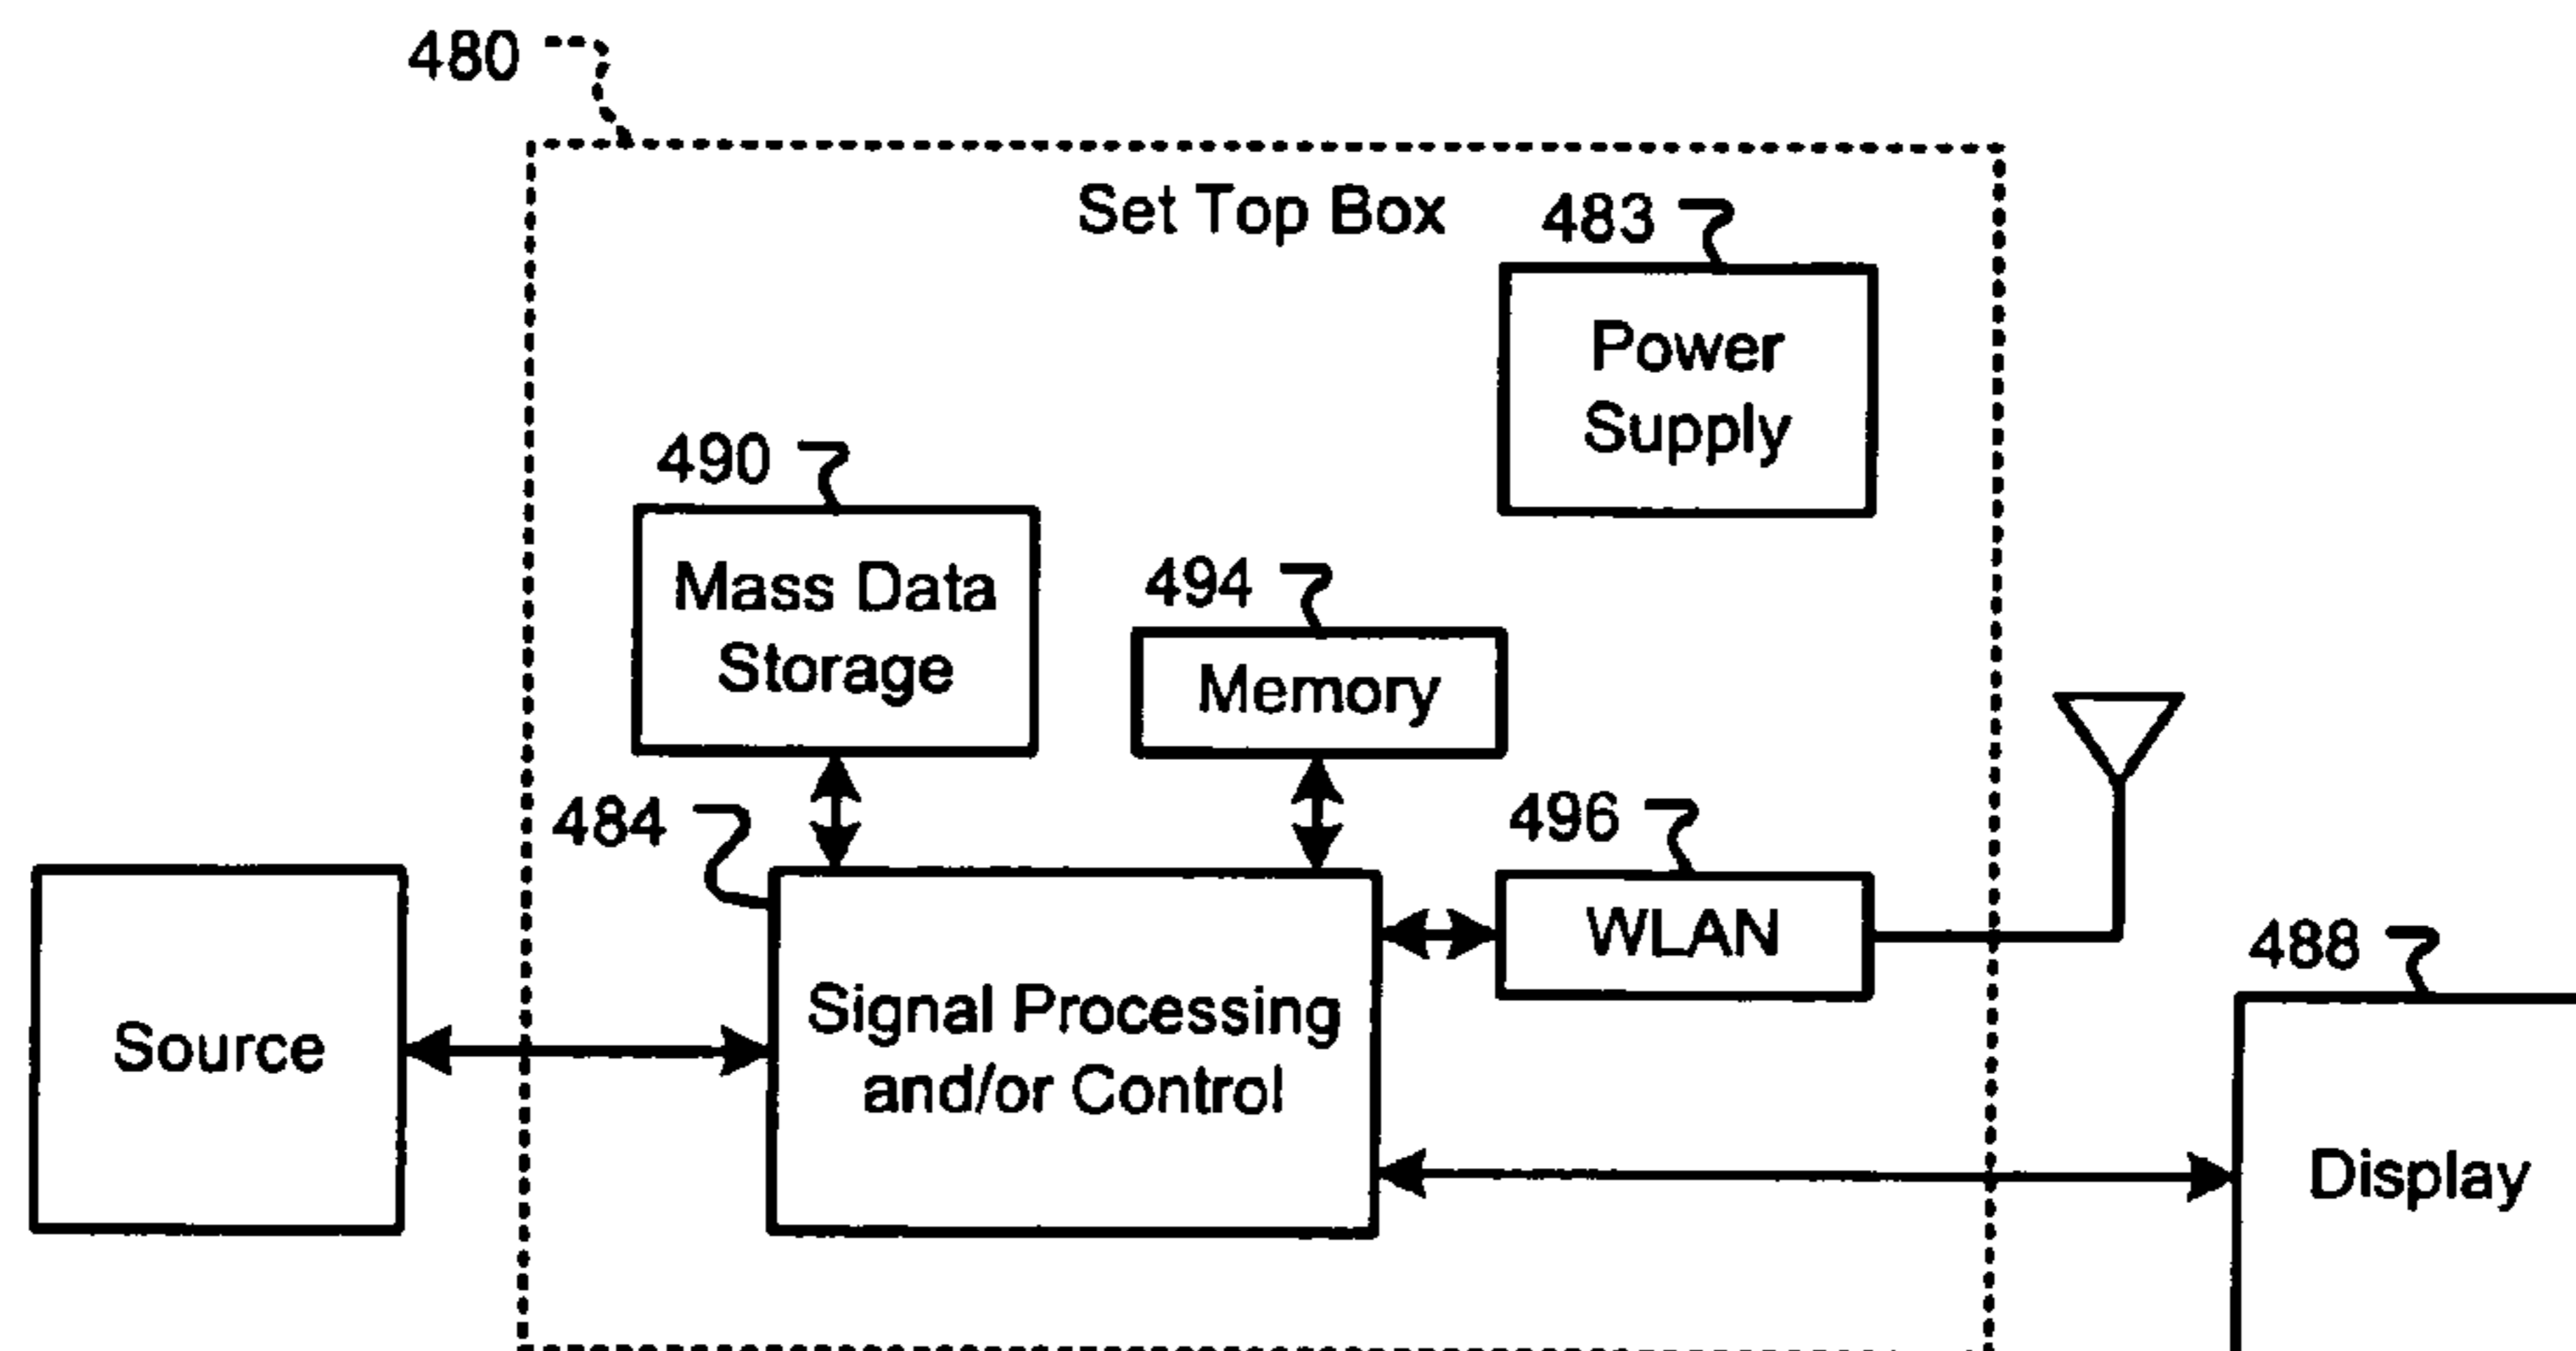 480
Set Top Box
483
Power
Supply
490
Mass Data
Storage
494
Memory
484
496
WLAN
Source
Signal Processing
and/or Control
488
Display